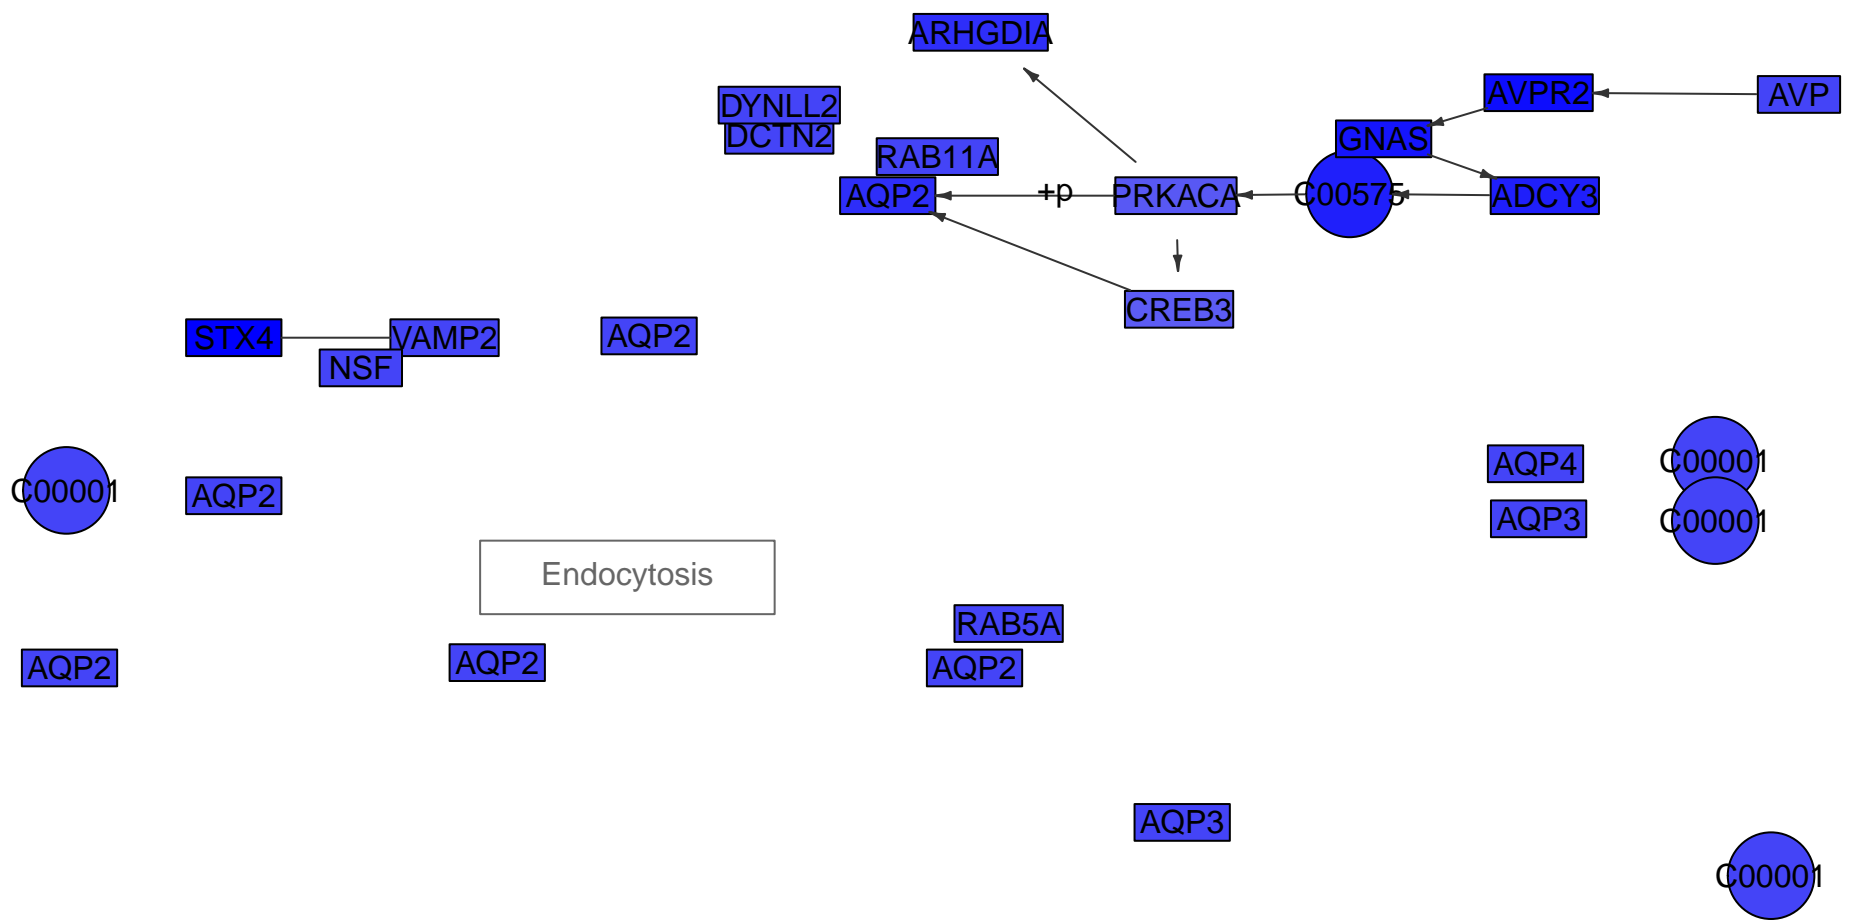 ARHGDIA
DYNLL2
AVPR2
AVP
DCTN2
GNAS
RAB11A
AQP2
+p
PRKACA
C00575
ADCY3
CREB3
STX4
VAMP2
AQP2
NSF
C00001
AQP2
AQP4
C00001
AQP3
C00001
Endocytosis
RAB5A
AQP2
AQP2
AQP2
AQP3
C00001